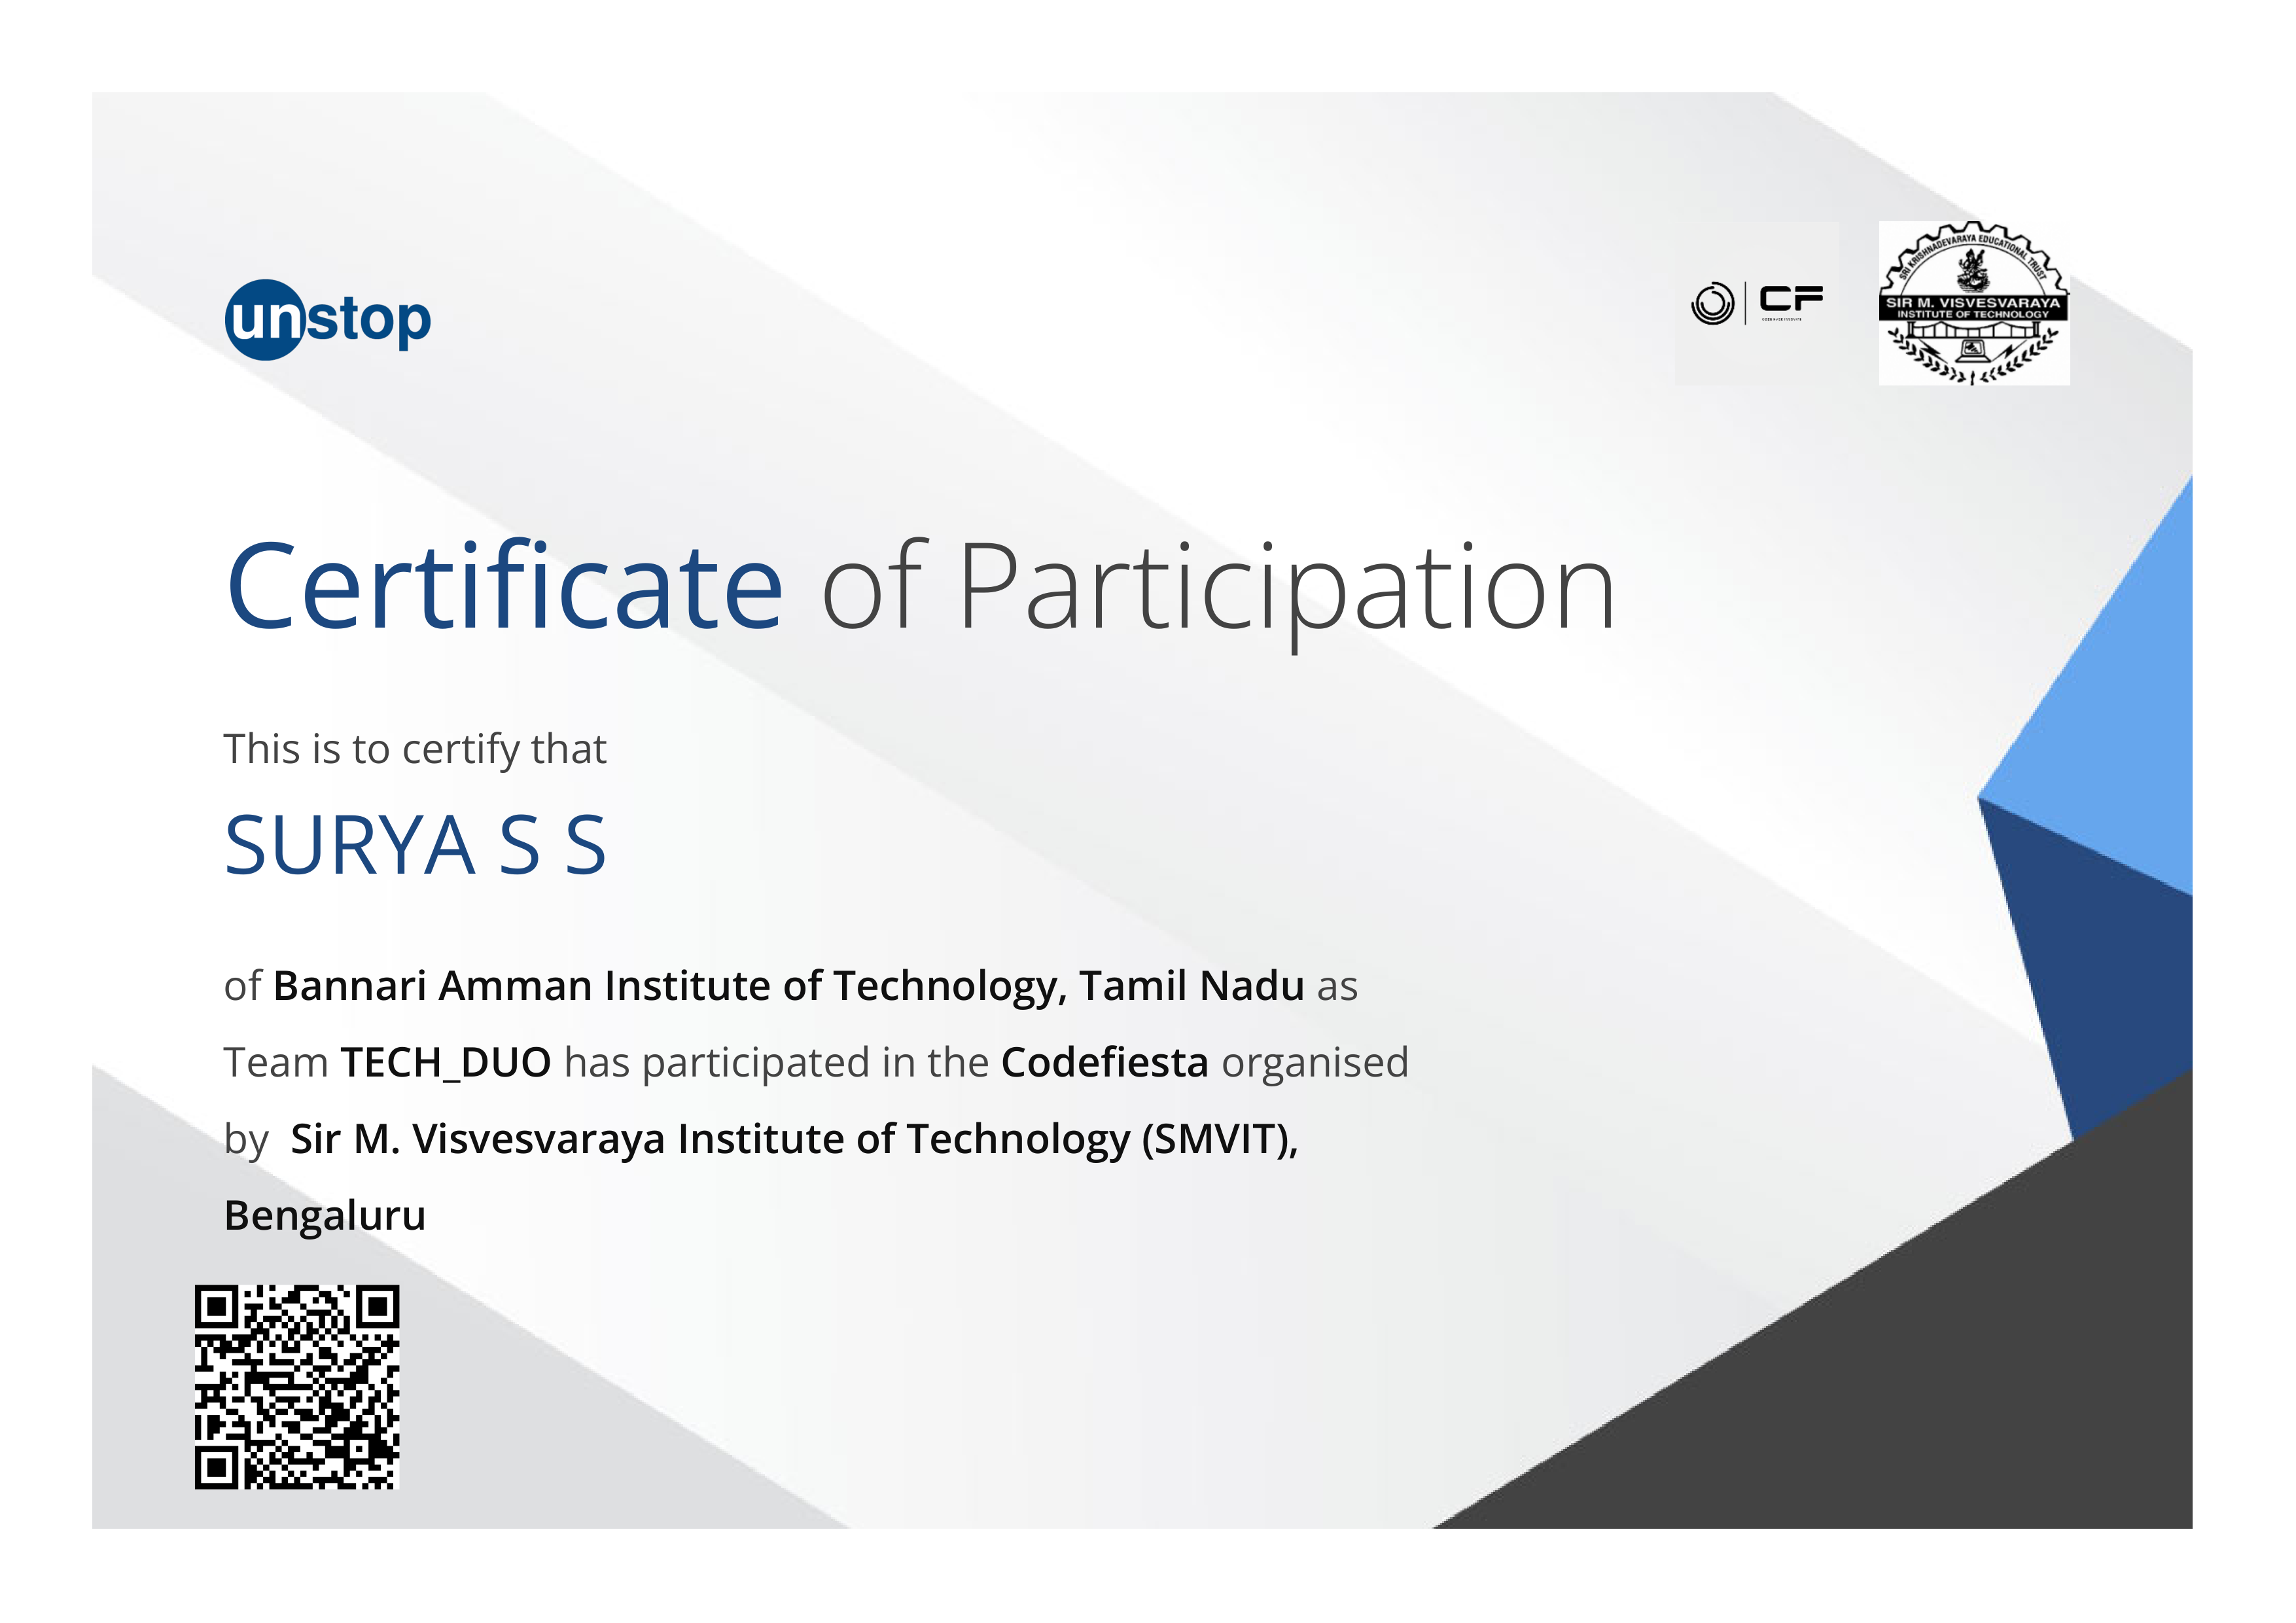 unstop
CF
SRI KRISHNADEVARAYA EDUCATIONAL TRUST
SIR M. VISVESVARAYA
INSTITUTE OF TECHNOLOGY
Certificate of Participation
This is to certify that
SURYA S S
of Bannari Amman Institute of Technology, Tamil Nadu as
Team TECH_DUO has participated in the Codefiesta organised
by Sir M. Visvesvaraya Institute of Technology (SMVIT),
Bengaluru